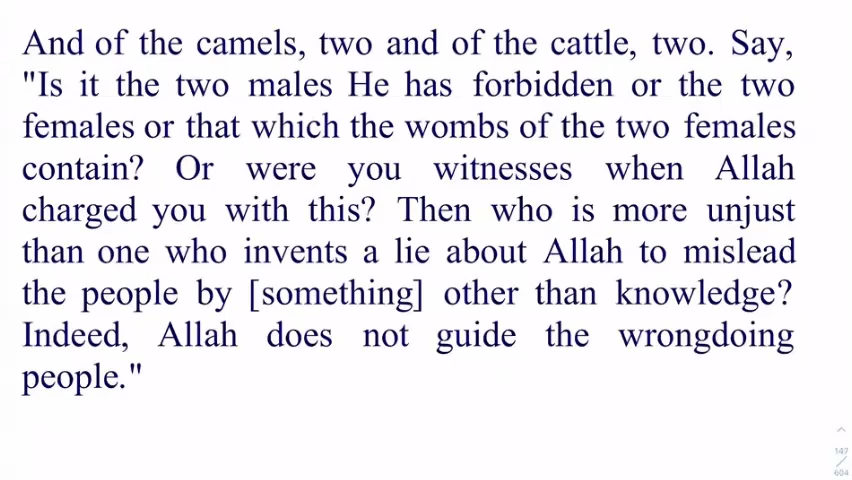 And of the camels, two and of the cattle, two. Say,
"Is it the two males He has forbidden or the two
females or that which the wombs of the two females
contain? Or were you witnesses when Allah
charged you with this? Then who is more unjust
than one who invents a lie about Allah to mislead
the people by [something] other than knowledge?
Indeed, Allah does not guide the wrongdoing
people."
147
/
604